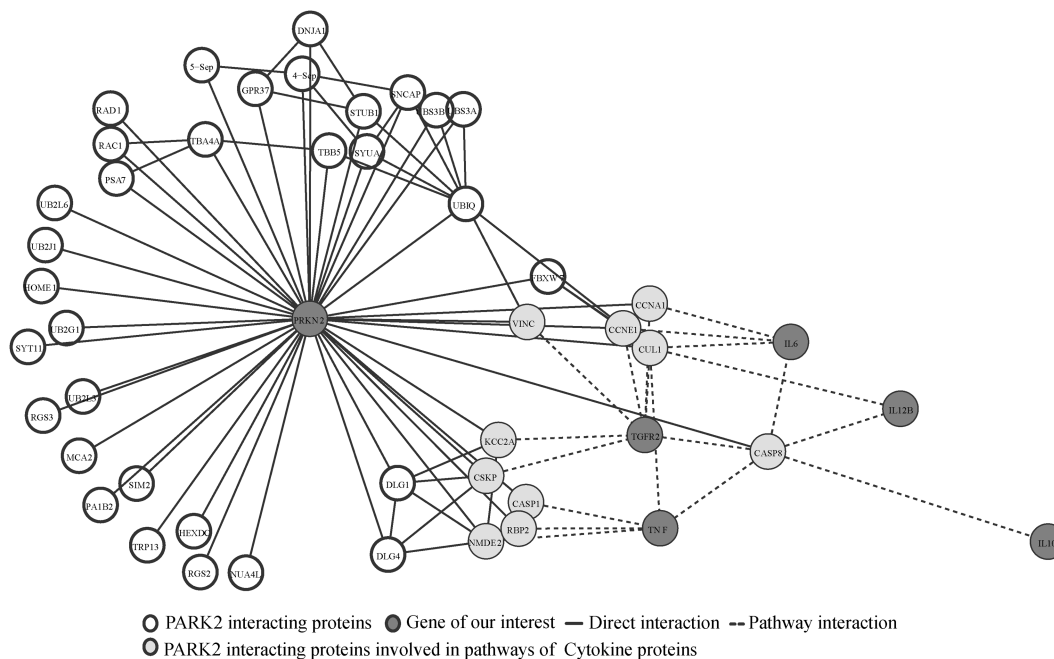 DNJA1
5-Sep
4-Sep
GPR37
SNCAP
RAD1
STUB1
UBS3A
RAC1
TBA4A
TBB5
SYUA
PSA7
UB2L6
UBIQ
UB2J1
HOME1
CCNA1
PRKN2
VINC
CCNE1
UB2G1
SYT11
CUL1
IL6
UB2L3
RGS3
IL12B
TGFR2
KCC2A
MCA2
CASP8
CSKP
SIM2
DLG1
PA1B2
CASP1
RBP2
TNF
HEXDC
TRP13
NMDE2
DLG4
RGS2
NUA4L
PARK2 interacting proteins Gene of our interest Direct interaction Pathway interaction
PARK2 interacting proteins involved in pathways of Cytokine proteins